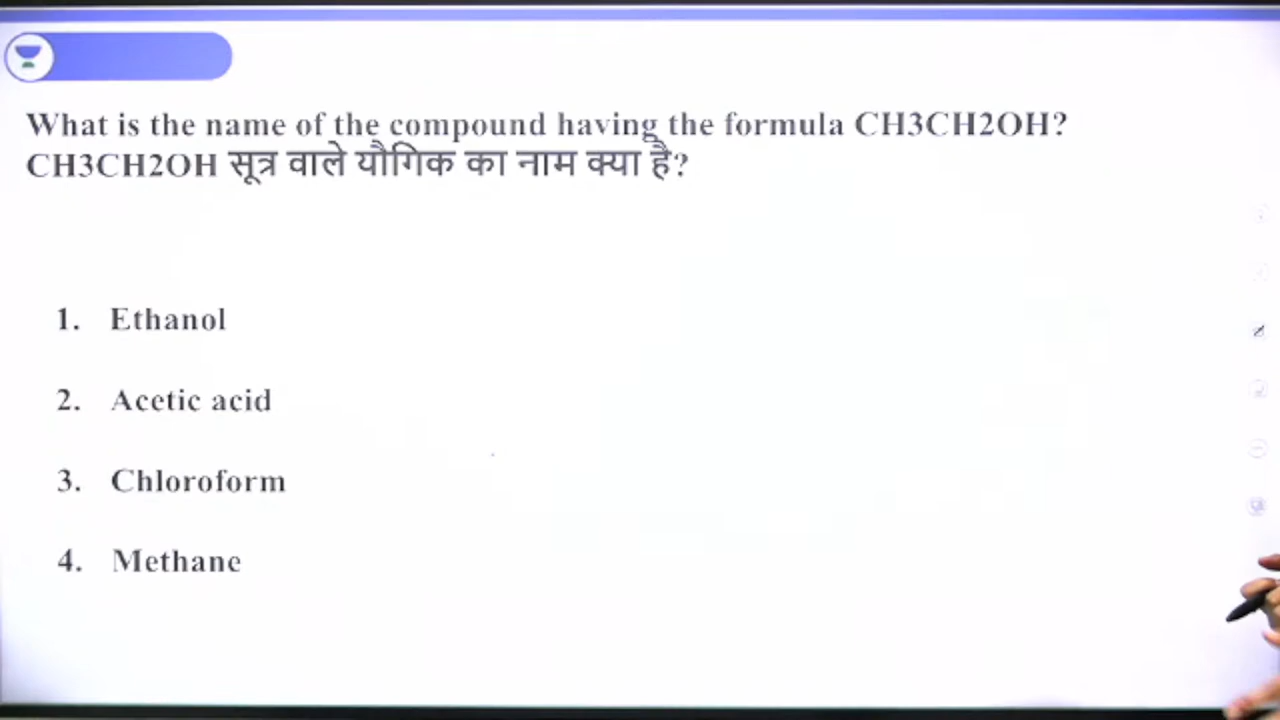 What is the name of the compound having the formula CH3CH2OH?
CH3CH2OH सूत्र वाले यौगिक का नाम क्या है?
1. Ethanol
2. Acetic acid
3. Chloroform
4. Methane